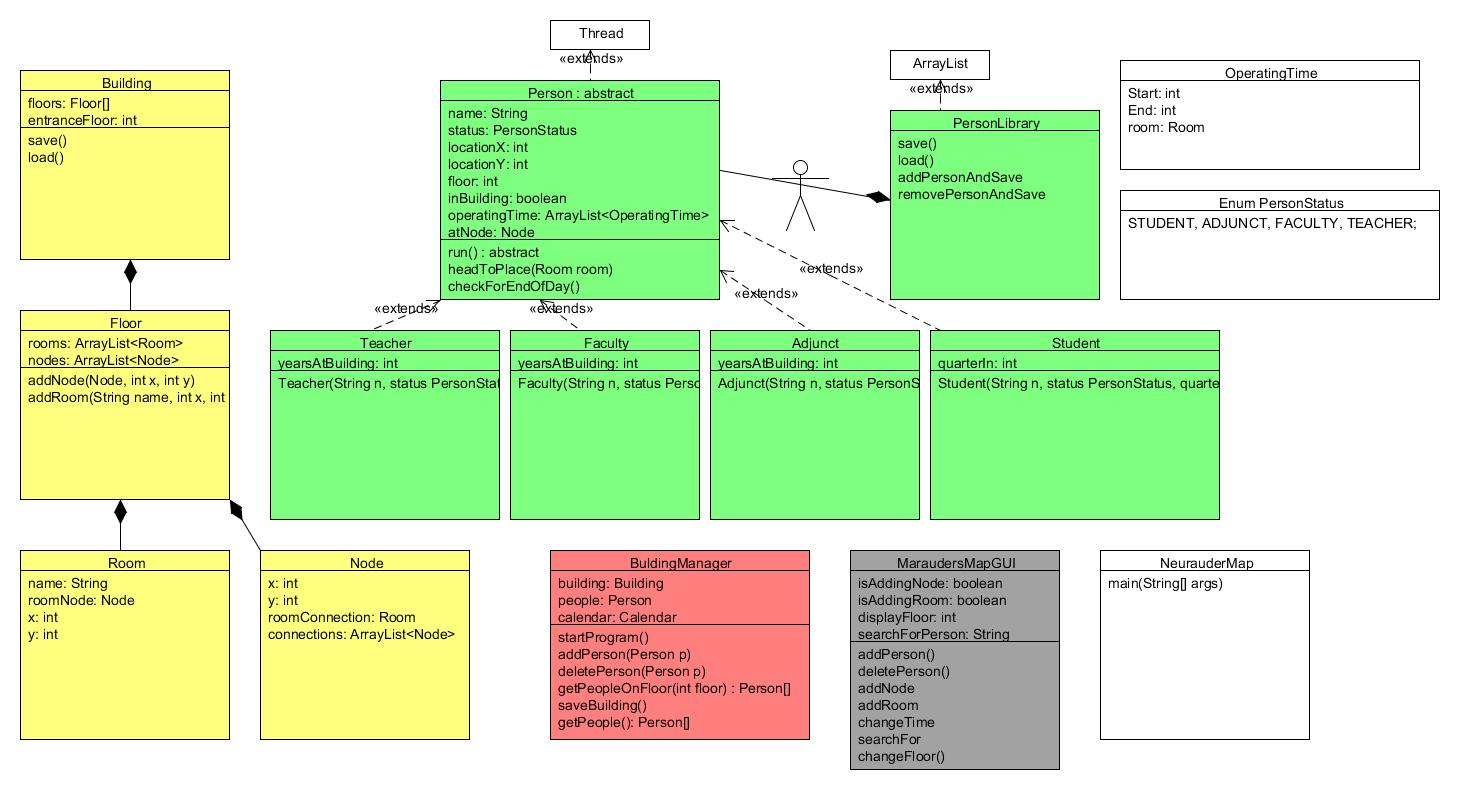 Thread
«extends»
ArrayList
«extends»
Building
floors: Floor[]
entranceFloor: int
save()
load()
Person : abstract
name: String
status: PersonStatus
locationX: int
locationY: int
floor: int
inBuilding: boolean
operatingTime: ArrayList<OperatingTime>
atNode: Node
run() : abstract
headToPlace(Room room)
checkForEndOfDay()
PersonLibrary
save()
load()
addPersonAndSave
removePersonAndSave
OperatingTime
Start: int
End: int
room: Room
Enum PersonStatus
STUDENT, ADJUNCT, FACULTY, TEACHER;
«extends»
«extends»
«extends»
«extends»
Floor
rooms: ArrayList<Room>
nodes: ArrayList<Node>
addNode(Node, int x, int y)
addRoom(String name, int x, int
Teacher
yearsAtBuilding: int
Teacher(String n, status PersonStat
Faculty
yearsAtBuilding: int
Faculty(String n, status Perso
Adjunct
yearsAtBuilding: int
Adjunct(String n, status PersonS
Student
quarterIn: int
Student(String n, status PersonStatus, quarte
Room
name: String
roomNode: Node
x: int
y: int
Node
x: int
y: int
roomConnection: Room
connections: ArrayList<Node>
BuldingManager
building: Building
people: Person
calendar: Calendar
startProgram()
addPerson(Person p)
deletePerson(Person p)
getPeopleOnFloor(int floor) : Person[]
saveBuilding()
getPeople(): Person[]
MaraudersMapGUI
isAddingNode: boolean
isAddingRoom: boolean
displayFloor: int
searchForPerson: String
addPerson()
deletePerson()
addNode
addRoom
changeTime
searchFor
changeFloor()
NeurauderMap
main(String[] args)